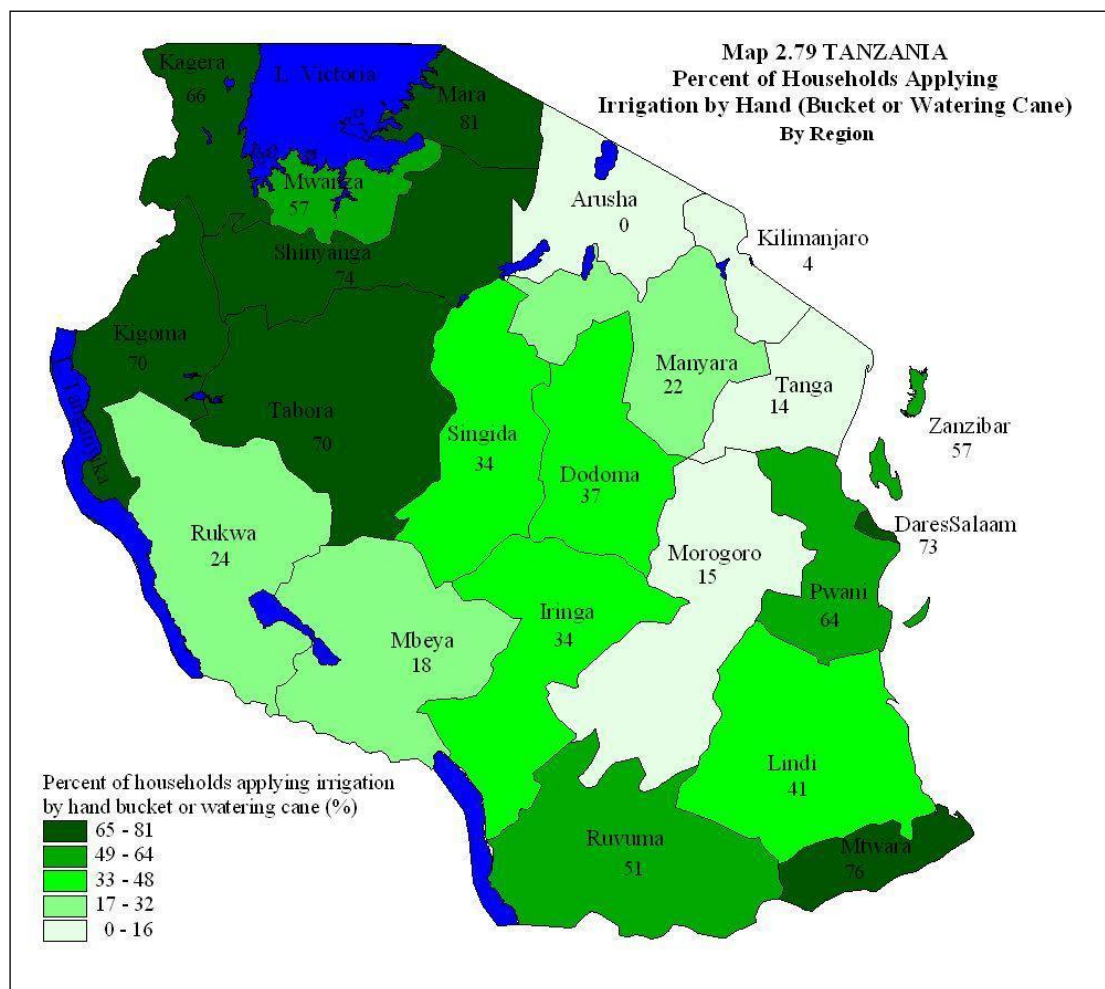 Map 2.79 TANZANIA
Percent of Households Applying
Irrigation by Hand (Bucket or Watering Cane)
By Region
Kagera
66
L. Victoria
Mara
81
Mwanza
57
Arusha
0
Kilimanjaro
4
Shinyanga
74
Kigoma
70
L. Tanganyika
Tabora
70
Singida
34
Dodoma
37
Manyara
22
Tanga
14
Zanzibar
57
DaresSalaam
73
Rukwa
24
Morogoro
15
Pwani
64
Mbeya
18
Iringa
34
Lindi
41
Ruvuma
51
Mtwara
76
Percent of households applying irrigation
by hand bucket or watering cane (%)
65 - 81
49 - 64
33 - 48
17 - 32
0 - 16